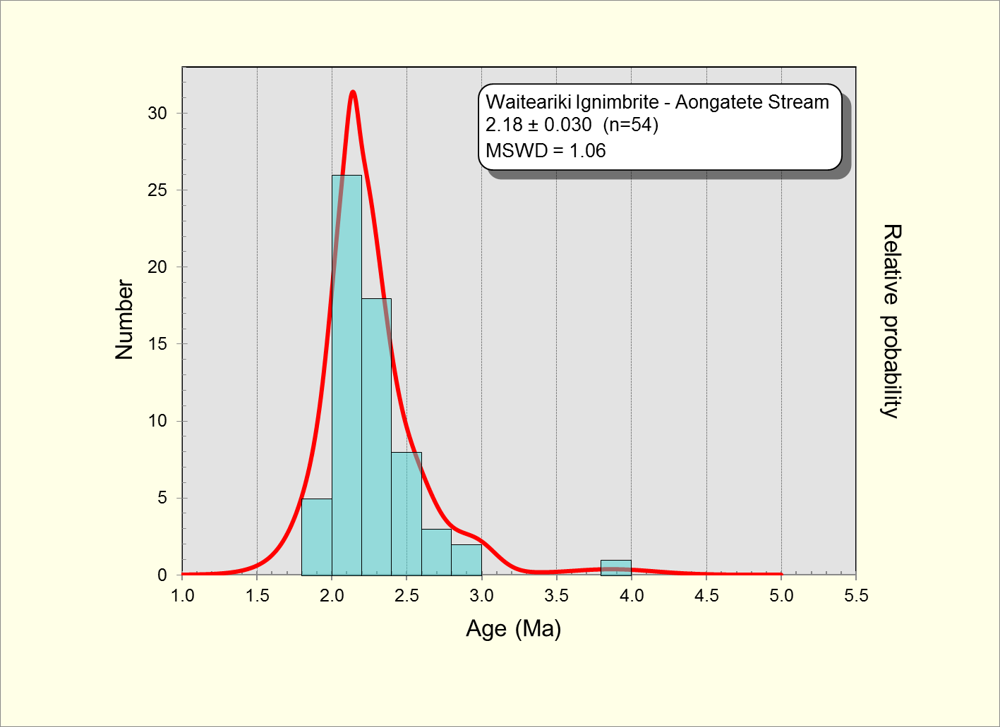 Waiteariki Ignimbrite - Aongatete Stream
2.18 ± 0.030 (n=54)
MSWD = 1.06
30
25
20
15
10
5
0
Number
Relative probability
1.0 1.5 2.0 2.5 3.0 3.5 4.0 4.5 5.0 5.5
Age (Ma)